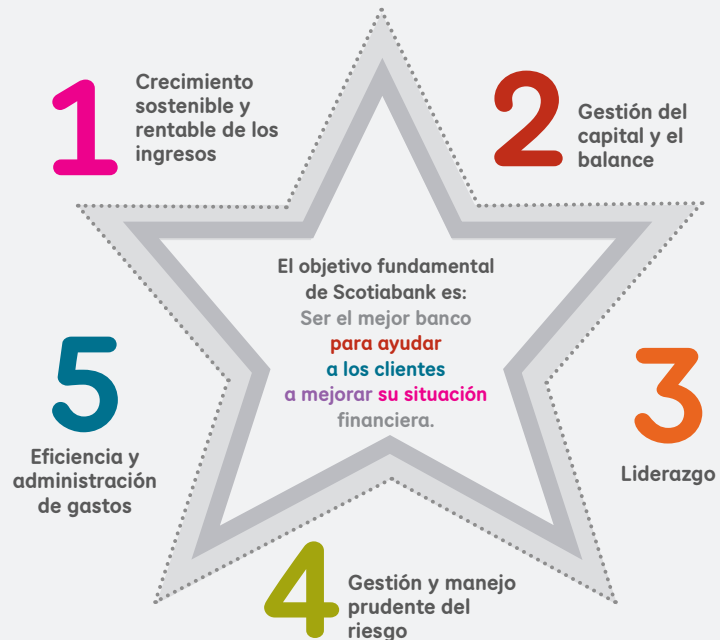 1
Crecimiento
sostenible y
rentable de los
ingresos
2
Gestión del
capital y el
balance
El objetivo fundamental
de Scotiabank es:
Ser el mejor banco
para ayudar
a los clientes
a mejorar su situación
financiera.
3
Liderazgo
5
Eficiencia y
administración
de gastos
4
Gestión y manejo
prudente del
riesgo